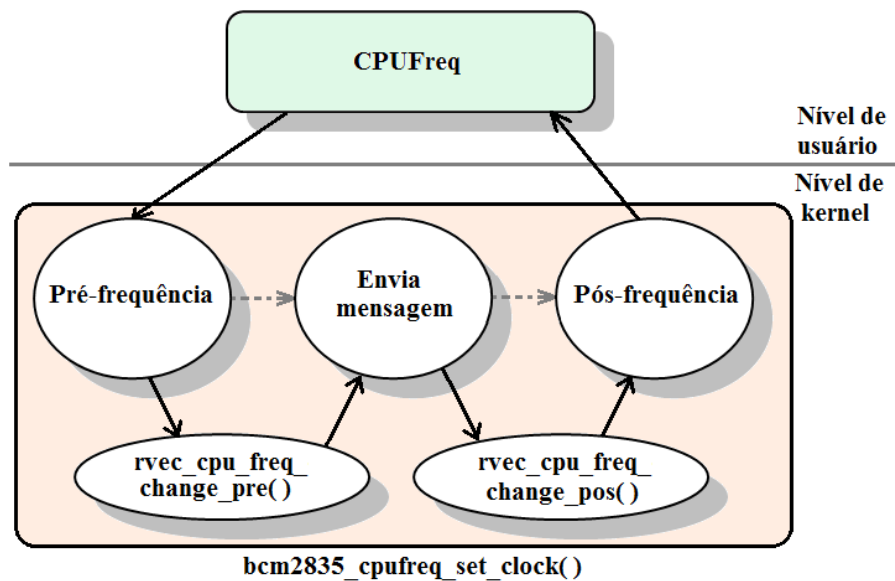 CPUFreq
Nível de
usuário
Nível de
kernel
Pré-frequência
Envia
mensagem
Pós-frequência
rvec_cpu_freq_
change_pre( )
rvec_cpu_freq_
change_pos( )
bcm2835_cpufreq_set_clock( )